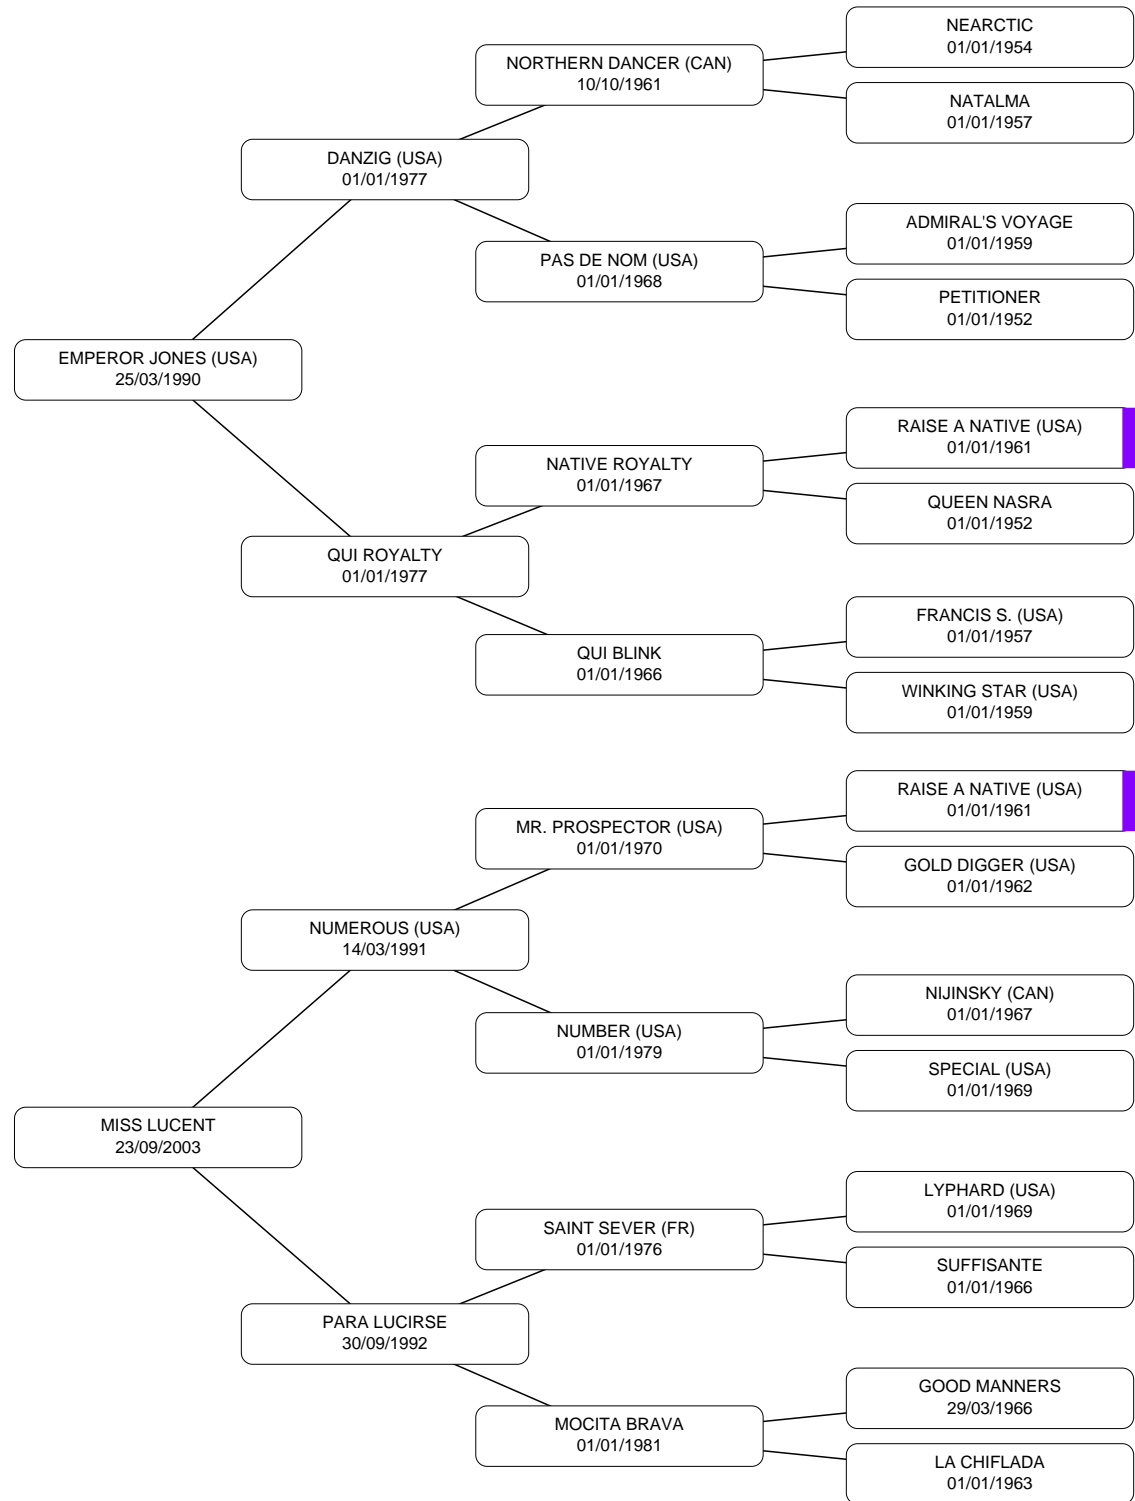 NEARCTIC
01/01/1954
NORTHERN DANCER (CAN)
10/10/1961
NATALMA
01/01/1957
DANZIG (USA)
01/01/1977
ADMIRAL'S VOYAGE
01/01/1959
PAS DE NOM (USA)
01/01/1968
PETITIONER
01/01/1952
EMPEROR JONES (USA)
25/03/1990
RAISE A NATIVE (USA)
01/01/1961
NATIVE ROYALTY
01/01/1967
QUEEN NASRA
01/01/1952
QUI ROYALTY
01/01/1977
FRANCIS S. (USA)
01/01/1957
QUI BLINK
01/01/1966
WINKING STAR (USA)
01/01/1959
RAISE A NATIVE (USA)
01/01/1961
MR. PROSPECTOR (USA)
01/01/1970
GOLD DIGGER (USA)
01/01/1962
NUMEROUS (USA)
14/03/1991
NIJINSKY (CAN)
01/01/1967
NUMBER (USA)
01/01/1979
SPECIAL (USA)
01/01/1969
MISS LUCENT
23/09/2003
LYPHARD (USA)
01/01/1969
SAINT SEVER (FR)
01/01/1976
SUFFISANTE
01/01/1966
PARA LUCIRSE
30/09/1992
GOOD MANNERS
29/03/1966
MOCITA BRAVA
01/01/1981
LA CHIFLADA
01/01/1963